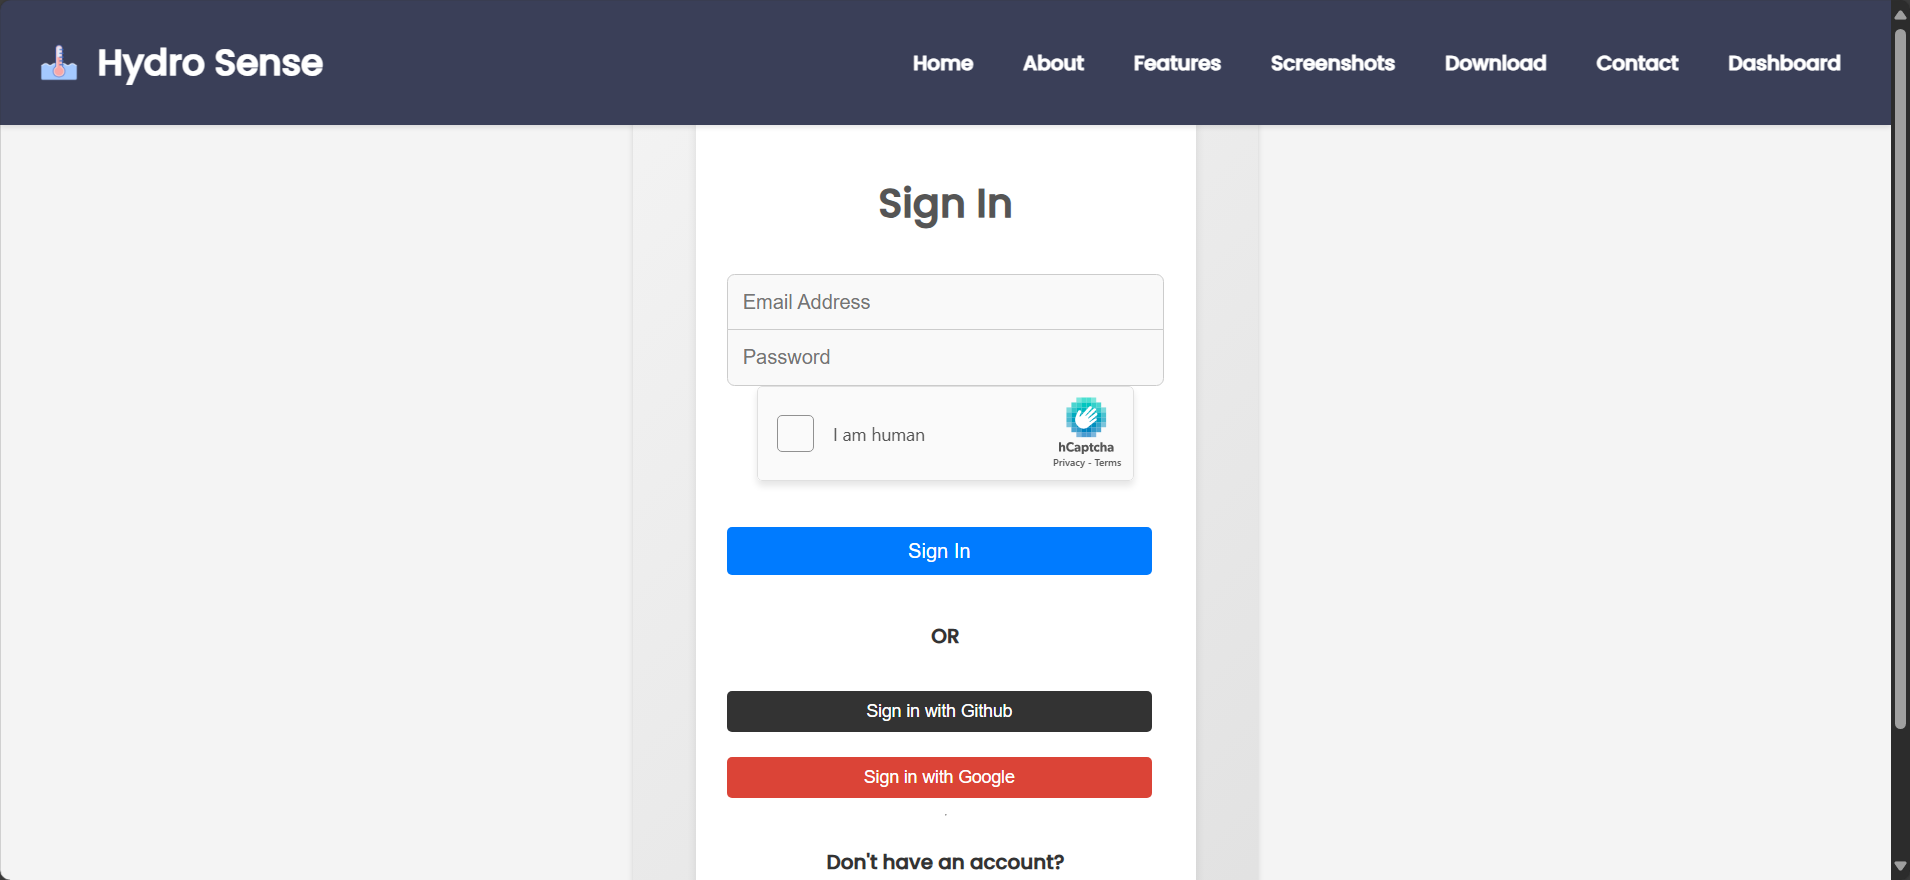 Hydro Sense
Home About Features Screenshots Download Contact Dashboard
Sign In
Email Address
Password
I am human
hCaptcha
Privacy - Terms
Sign In
OR
Sign in with Github
Sign in with Google
Don't have an account?